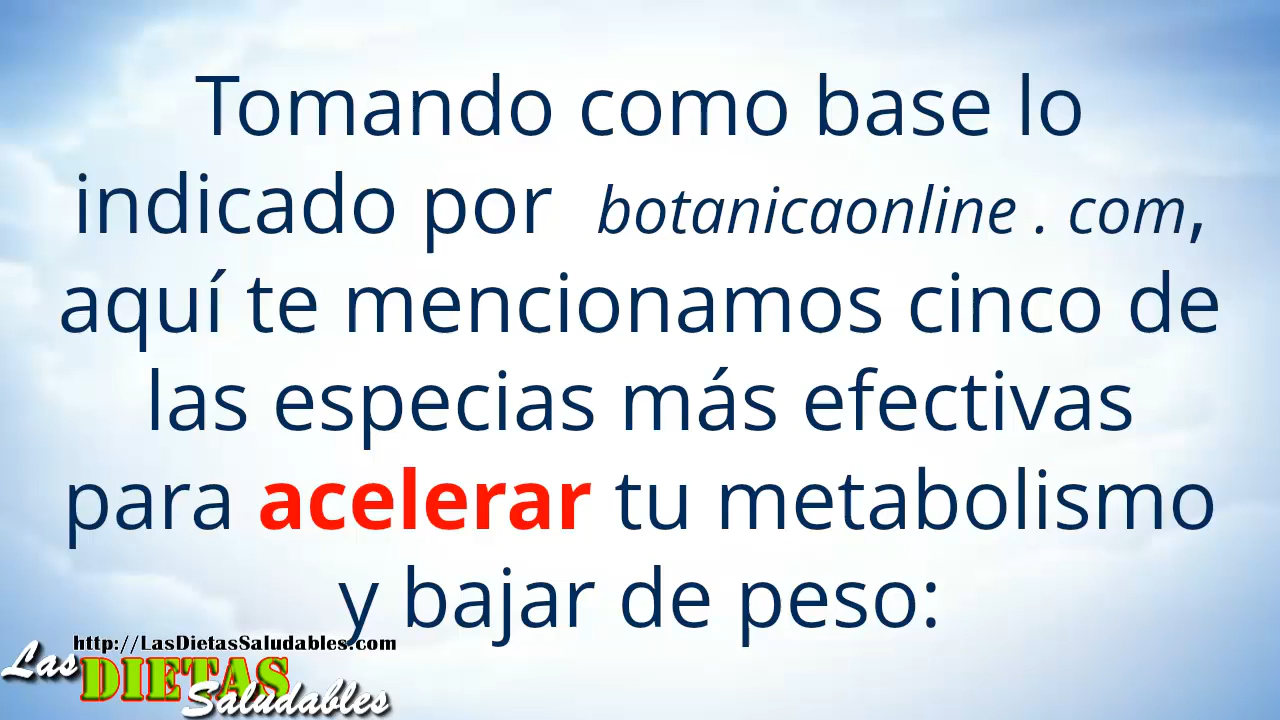 Tomando como base lo
indicado por botanicaonline . com,
aquí te mencionamos cinco de
las especias más efectivas
para acelerar tu metabolismo
y bajar de peso:
http://LasDietasSaludables.com
Las DIETAS
Saludables